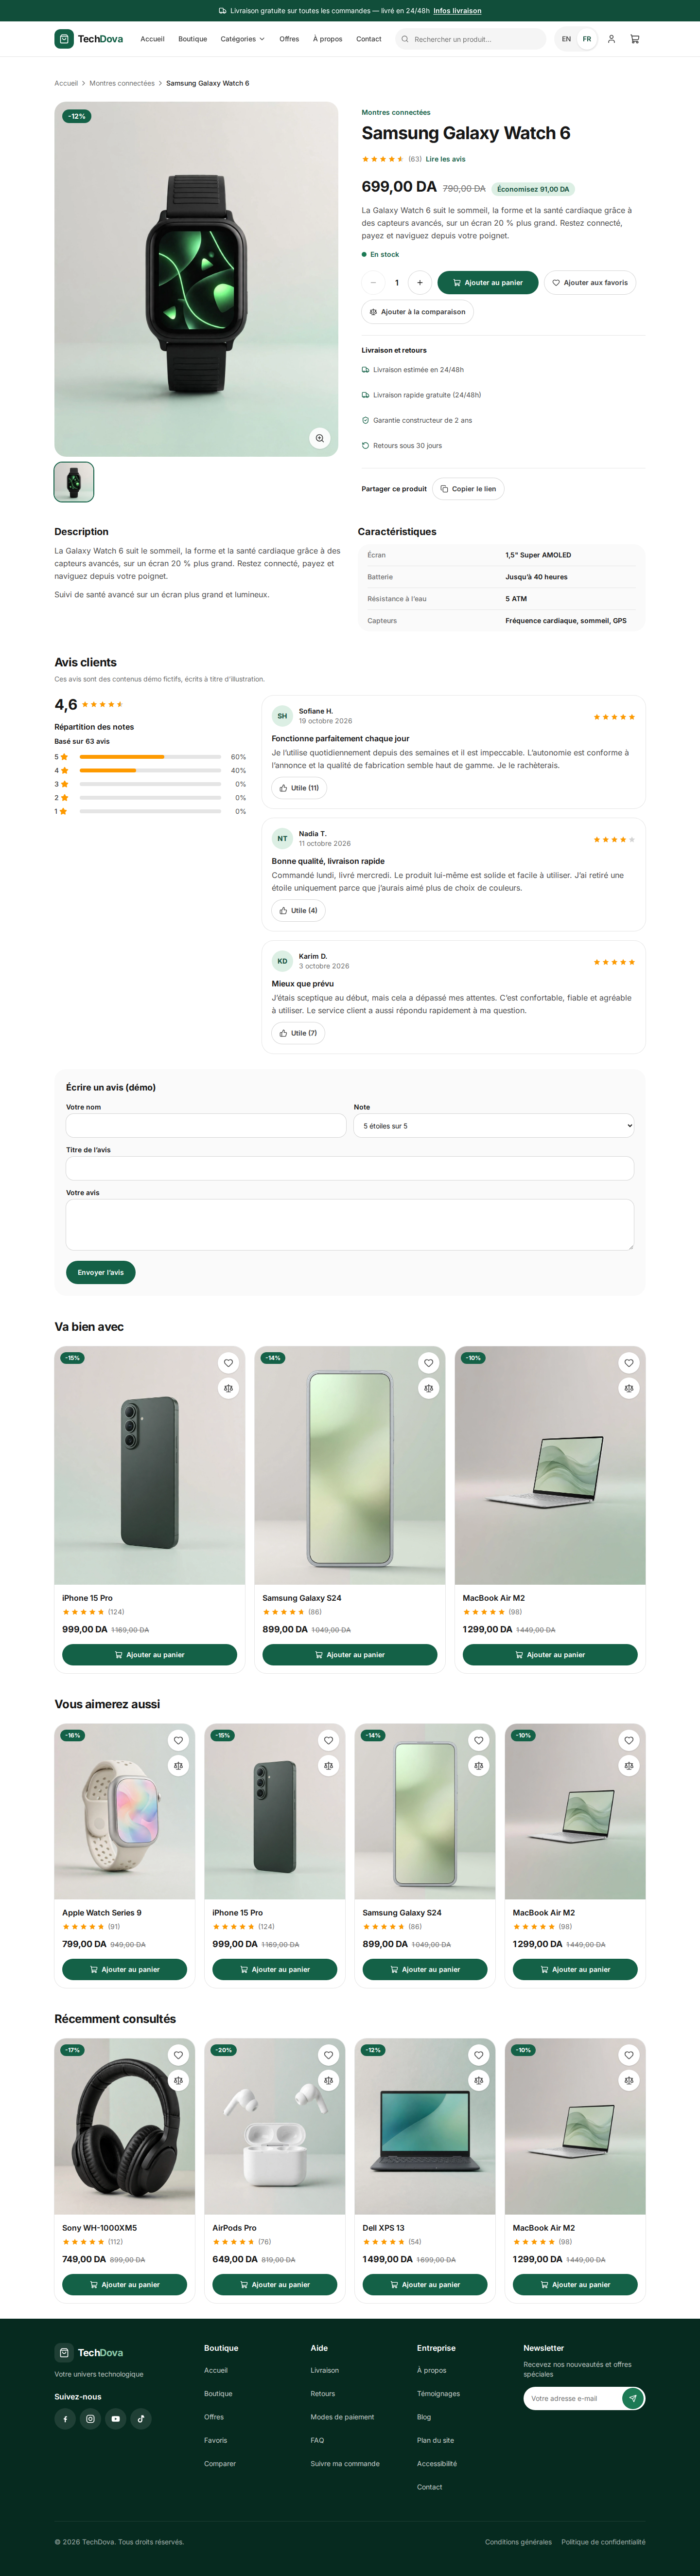 Livraison gratuite sur toutes les commandes — livré en 24/48h Infos livraison
TechDova
Accueil
Boutique
Catégories
Offres
À propos
Contact
Rechercher un produit...
EN
FR
Accueil > Montres connectées > Samsung Galaxy Watch 6
-12%
Montres connectées
Samsung Galaxy Watch 6
(63) Lire les avis
699,00 DA 790,00 DA Économisez 91,00 DA
La Galaxy Watch 6 suit le sommeil, la forme et la santé cardiaque grâce à
des capteurs avancés, sur un écran 20 % plus grand. Restez connecté,
payez et naviguez depuis votre poignet.
En stock
1
Ajouter au panier
Ajouter aux favoris
Ajouter à la comparaison
Livraison et retours
Livraison estimée en 24/48h
Livraison rapide gratuite (24/48h)
Garantie constructeur de 2 ans
Retours sous 30 jours
Partager ce produit
Copier le lien
Description
La Galaxy Watch 6 suit le sommeil, la forme et la santé cardiaque grâce à des
capteurs avancés, sur un écran 20 % plus grand. Restez connecté, payez et
naviguez depuis votre poignet.
Suivi de santé avancé sur un écran plus grand et lumineux.
Caractéristiques
Écran 1,5" Super AMOLED
Batterie Jusqu’à 40 heures
Résistance à l’eau 5 ATM
Capteurs Fréquence cardiaque, sommeil, GPS
Avis clients
Ces avis sont des contenus démo fictifs, écrits à titre d’illustration.
4,6
Répartition des notes
Basé sur 63 avis
5 60%
4 40%
3 0%
2 0%
1 0%
SH
Sofiane H.
19 octobre 2026
Fonctionne parfaitement chaque jour
Je l’utilise quotidiennement depuis des semaines et il est impeccable. L’autonomie est conforme à
l’annonce et la qualité de fabrication semble haut de gamme. Je le rachèterais.
Utile (11)
NT
Nadia T.
11 octobre 2026
Bonne qualité, livraison rapide
Commandé lundi, livré mercredi. Le produit lui-même est solide et facile à utiliser. J’ai retiré une
étoile uniquement parce que j’aurais aimé plus de choix de couleurs.
Utile (4)
KD
Karim D.
3 octobre 2026
Mieux que prévu
J’étais sceptique au début, mais cela a dépassé mes attentes. C’est confortable, fiable et agréable
à utiliser. Le service client a aussi répondu rapidement à ma question.
Utile (7)
Écrire un avis (démo)
Votre nom
Note
5 étoiles sur 5
Titre de l’avis
Votre avis
Envoyer l’avis
Va bien avec
-15%
iPhone 15 Pro
(124)
999,00 DA 1 169,00 DA
Ajouter au panier
-14%
Samsung Galaxy S24
(86)
899,00 DA 1 049,00 DA
Ajouter au panier
-10%
MacBook Air M2
(98)
1 299,00 DA 1 449,00 DA
Ajouter au panier
Vous aimerez aussi
-16%
Apple Watch Series 9
(91)
799,00 DA 949,00 DA
Ajouter au panier
-15%
iPhone 15 Pro
(124)
999,00 DA 1 169,00 DA
Ajouter au panier
-14%
Samsung Galaxy S24
(86)
899,00 DA 1 049,00 DA
Ajouter au panier
-10%
MacBook Air M2
(98)
1 299,00 DA 1 449,00 DA
Ajouter au panier
Récemment consultés
-17%
Sony WH-1000XM5
(112)
749,00 DA 899,00 DA
Ajouter au panier
-20%
AirPods Pro
(76)
649,00 DA 819,00 DA
Ajouter au panier
-12%
Dell XPS 13
(54)
1 499,00 DA 1 699,00 DA
Ajouter au panier
-10%
MacBook Air M2
(98)
1 299,00 DA 1 449,00 DA
Ajouter au panier
TechDova
Votre univers technologique
Suivez-nous
Boutique
Accueil
Boutique
Offres
Favoris
Comparer
Aide
Livraison
Retours
Modes de paiement
FAQ
Suivre ma commande
Entreprise
À propos
Témoignages
Blog
Plan du site
Accessibilité
Contact
Newsletter
Recevez nos nouveautés et offres
spéciales
Votre adresse e-mail
© 2026 TechDova. Tous droits réservés.
Conditions générales
Politique de confidentialité